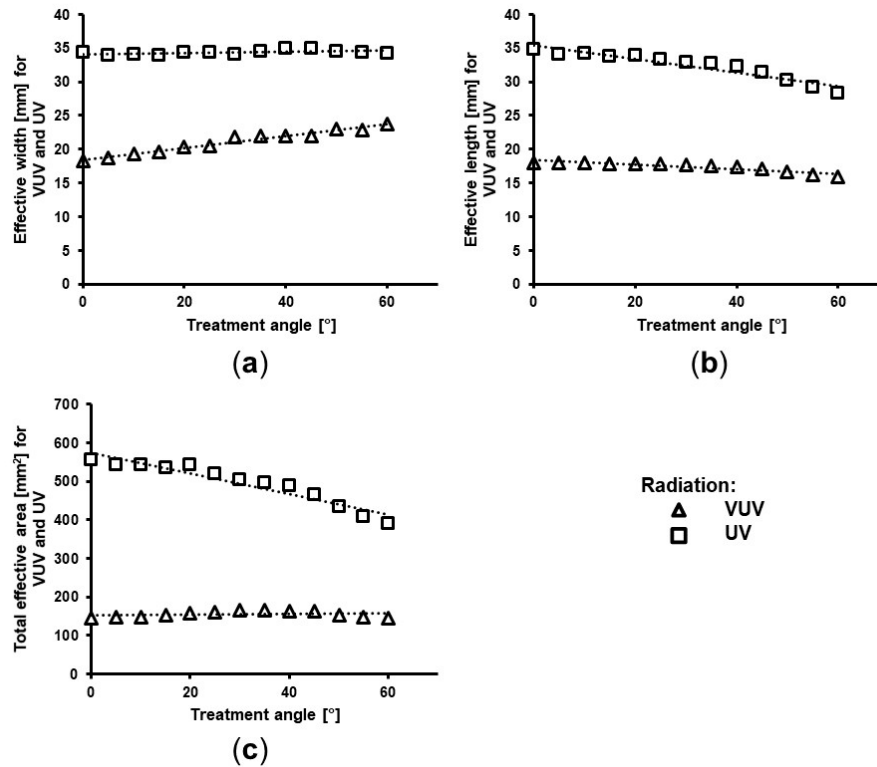 Effective width [mm] for
VUV and UV
40
35
30
25
20
15
10
5
0
0 20 40 60
Treatment angle [°]
(a)
Effective length [mm] for
VUV and UV
40
35
30
25
20
15
10
5
0
0 20 40 60
Treatment angle [°]
(b)
Total effective area [mm²] for
VUV and UV
700
600
500
400
300
200
100
0
0 20 40 60
Treatment angle [°]
(c)
Radiation:
VUV
UV